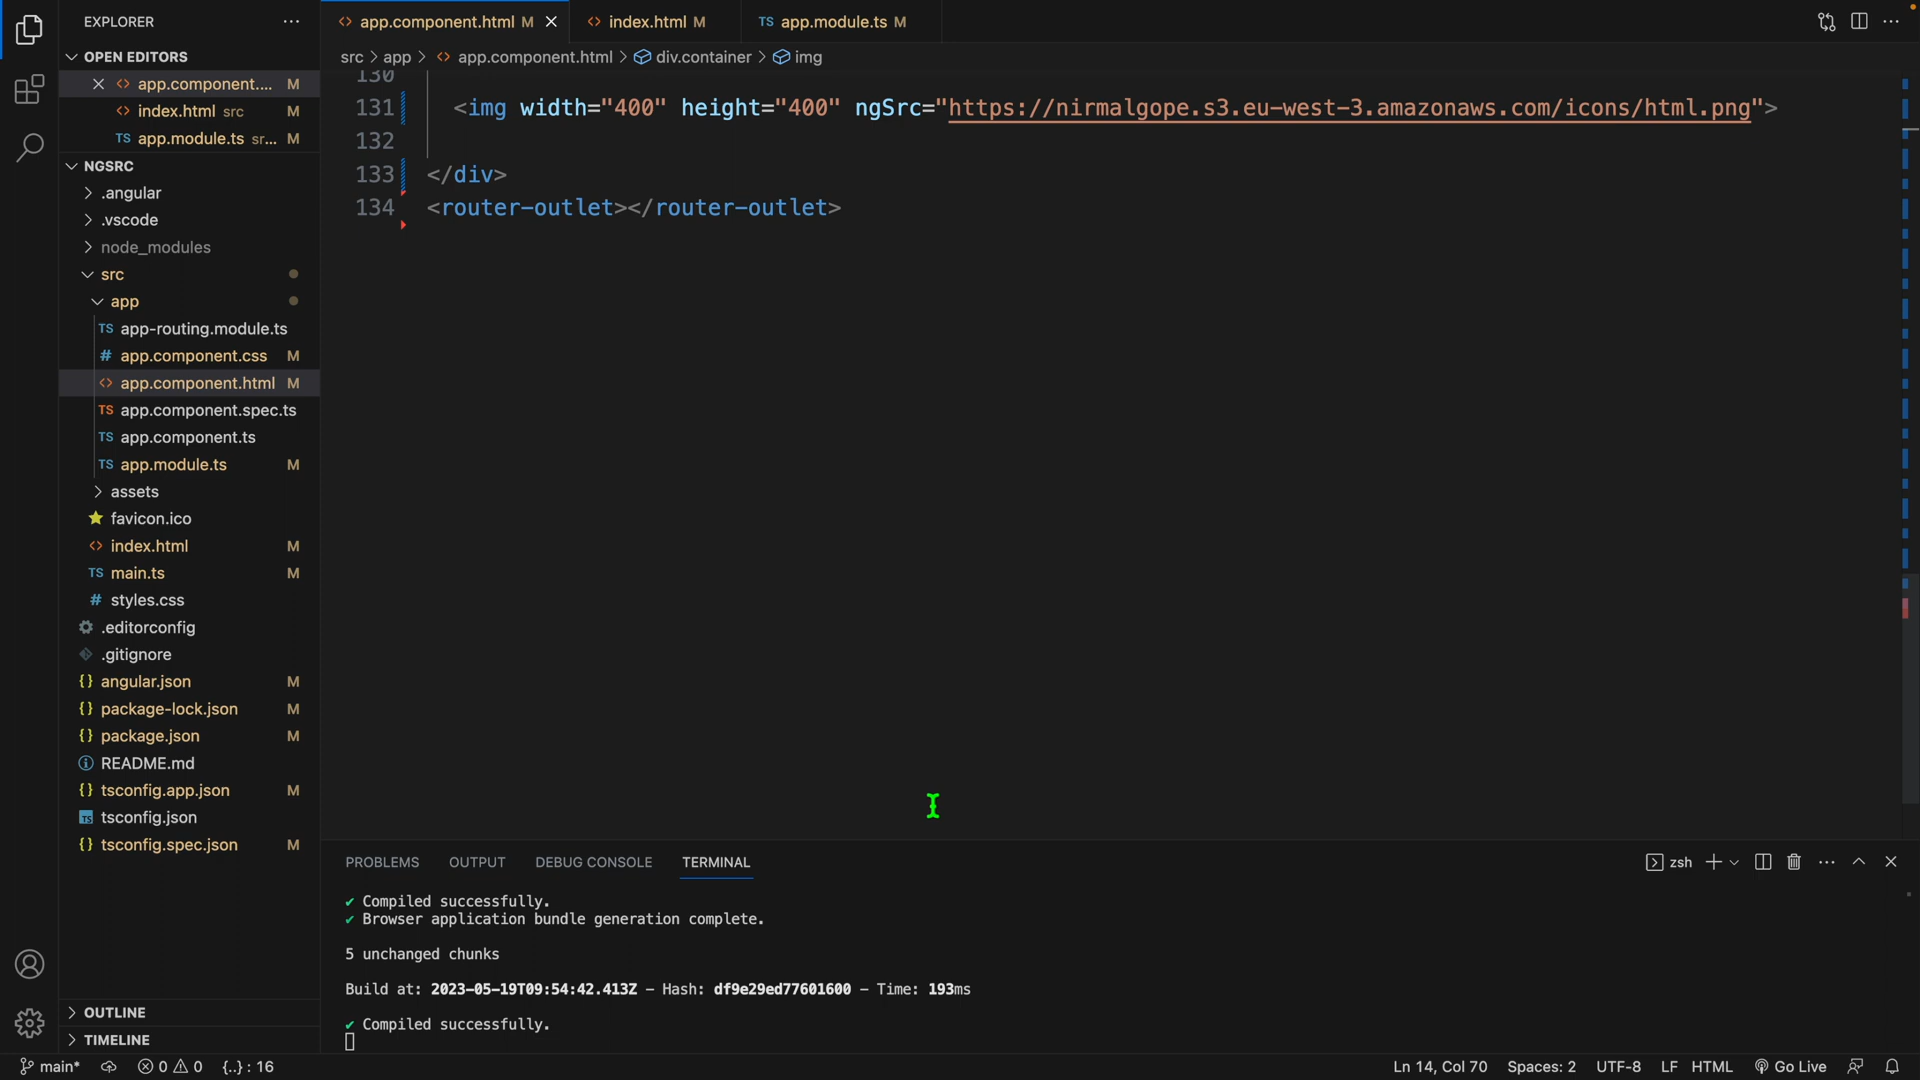 EXPLORER
app.component.html M
index.html M
TS app.module.ts M
OPEN EDITORS
app.component.... M
index.html src M
TS app.module.ts sr... M
NGSRC
.angular
.vscode
node_modules
src
app
TS app-routing.module.ts
# app.component.css M
<> app.component.html M
TS app.component.spec.ts
TS app.component.ts
TS app.module.ts M
assets
favicon.ico
<> index.html M
TS main.ts M
# styles.css
.editorconfig
.gitignore
{} angular.json M
{} package-lock.json M
{} package.json M
README.md
{} tsconfig.app.json M
TS tsconfig.json
{} tsconfig.spec.json M
OUTLINE
TIMELINE
src > app > <> app.component.html > div.container > img
130
131 <img width="400" height="400" ngSrc="https://nirmalgope.s3.eu-west-3.amazonaws.com/icons/html.png">
132
133 </div>
134 <router-outlet></router-outlet>
PROBLEMS OUTPUT DEBUG CONSOLE TERMINAL
zsh
✔ Compiled successfully.
✔ Browser application bundle generation complete.
5 unchanged chunks
Build at: 2023-05-19T09:54:42.413Z - Hash: df9e29ed77601600 - Time: 193ms
✔ Compiled successfully.
main* 0 0 {..} : 16
Ln 14, Col 70 Spaces: 2 UTF-8 LF HTML Go Live